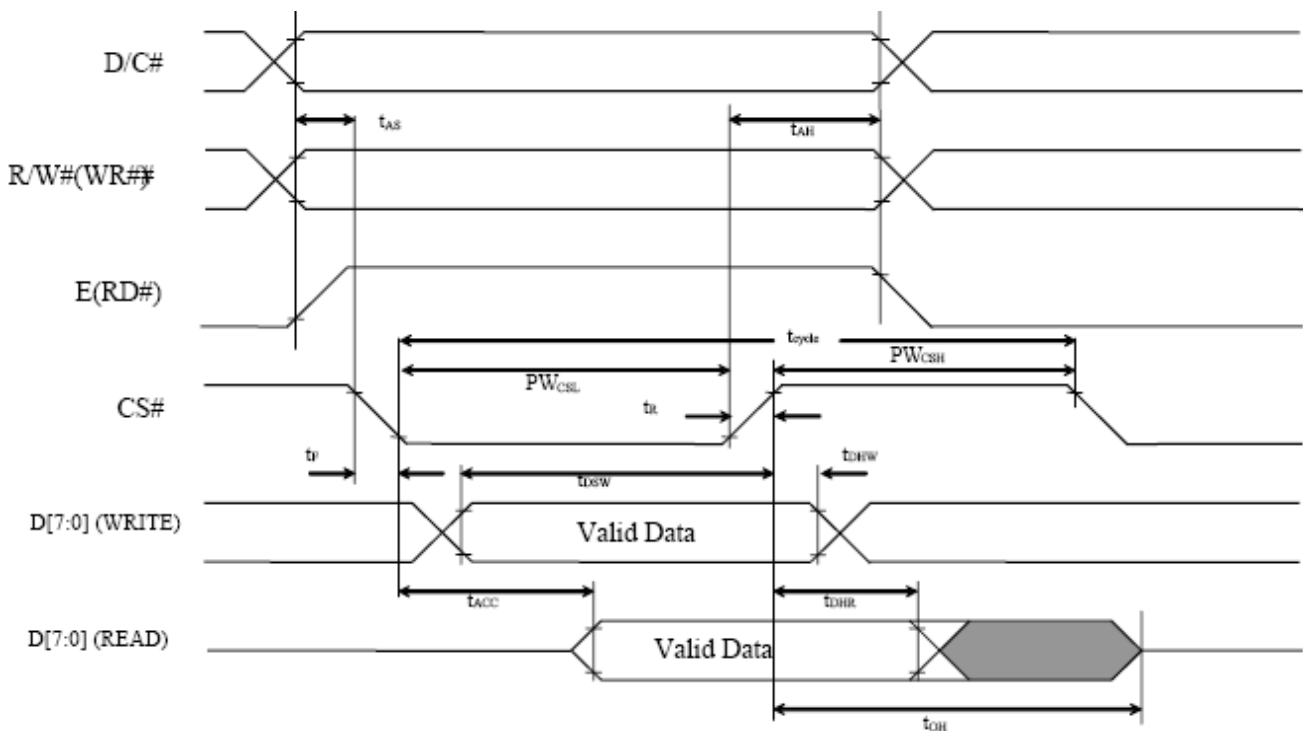 D/C#
tAS
tAH
R/W#(WR#)#
E(RD#)
tcycle
PWCSL
PWCSH
CS#
tR
tF
tDSW
tDHW
D[7:0] (WRITE)
Valid Data
tACC
tDHR
D[7:0] (READ)
Valid Data
tOH